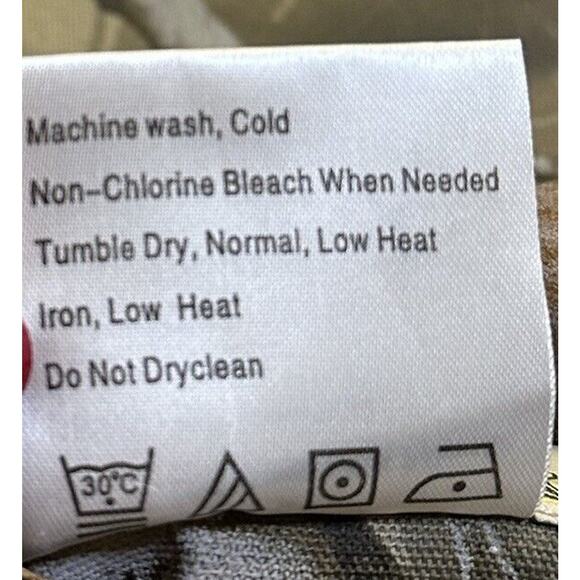 Machine wash, Cold
Non-Chlorine Bleach When Needed
Tumble Dry, Normal, Low Heat
Iron, Low Heat
Do Not Dryclean
30°C